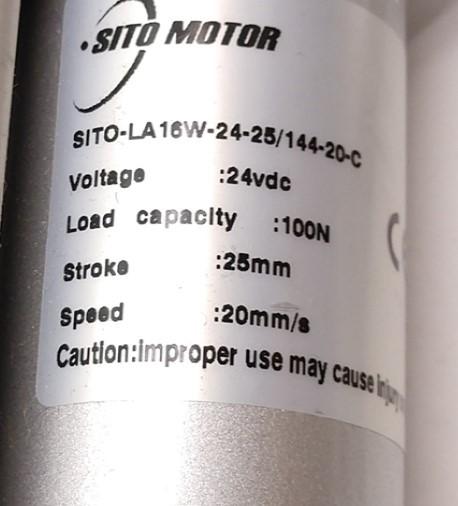 SITO MOTOR
SITO-LA16W-24-25/144-20-C
Voltage :24vdc
Load capacity :100N
Stroke :25mm
Speed :20mm/s
Caution:Improper use may cause injury